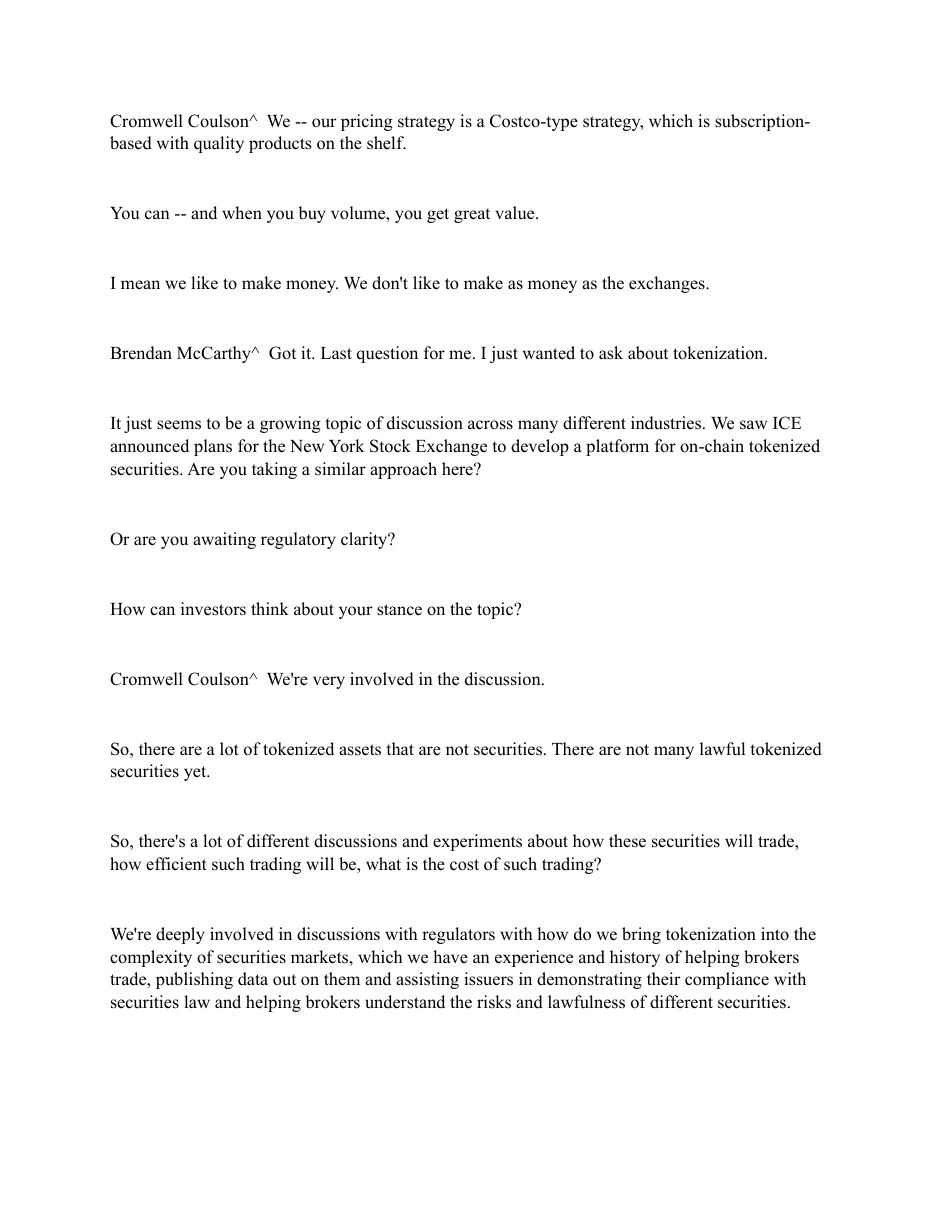 Cromwell Coulson^  We -- our pricing strategy is a Costco-type strategy, which is subscription-
based with quality products on the shelf.
You can -- and when you buy volume, you get great value.
I mean we like to make money. We don't like to make as money as the exchanges.
Brendan McCarthy^  Got it. Last question for me. I just wanted to ask about tokenization.
It just seems to be a growing topic of discussion across many different industries. We saw ICE
announced plans for the New York Stock Exchange to develop a platform for on-chain tokenized
securities. Are you taking a similar approach here?
Or are you awaiting regulatory clarity?
How can investors think about your stance on the topic?
Cromwell Coulson^  We're very involved in the discussion.
So, there are a lot of tokenized assets that are not securities. There are not many lawful tokenized
securities yet.
So, there's a lot of different discussions and experiments about how these securities will trade,
how efficient such trading will be, what is the cost of such trading?
We're deeply involved in discussions with regulators with how do we bring tokenization into the
complexity of securities markets, which we have an experience and history of helping brokers
trade, publishing data out on them and assisting issuers in demonstrating their compliance with
securities law and helping brokers understand the risks and lawfulness of different securities.